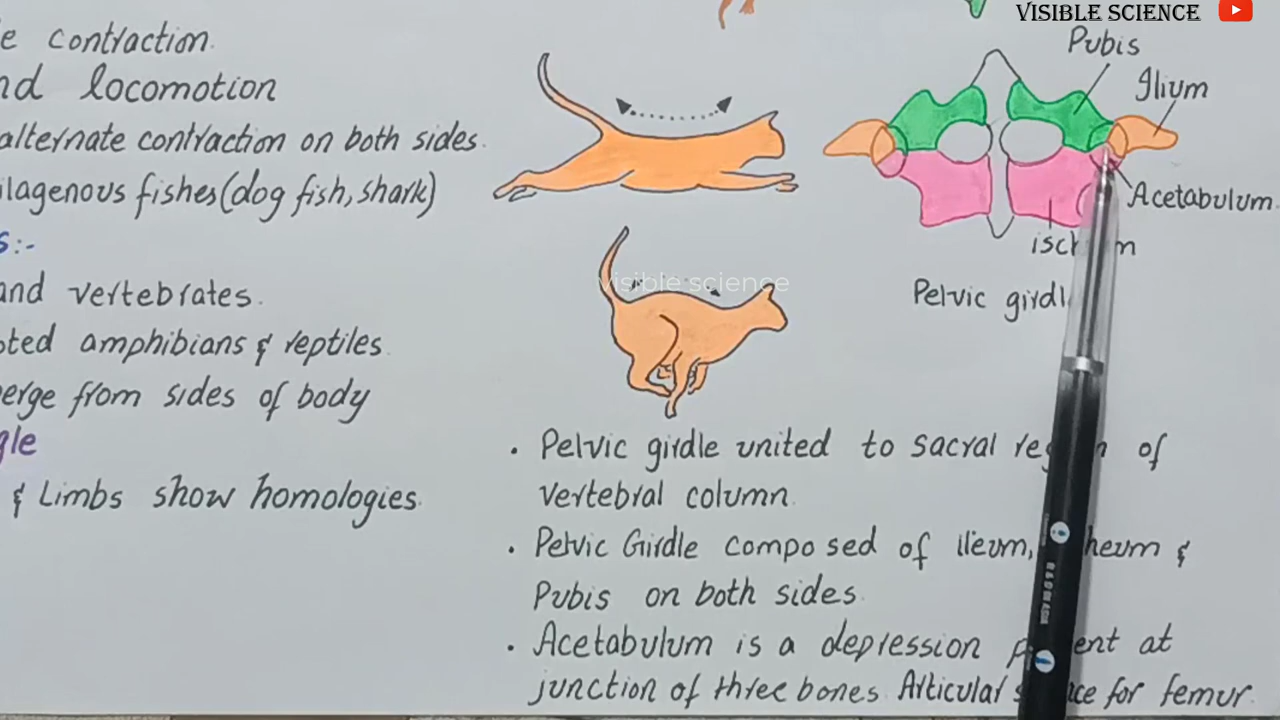 VISIBLE SCIENCE
e contraction.
nd locomotion
alternate contraction on both sides.
ilagenous fishes (dog fish, shark)
s:-
and vertebrates.
oted amphibians & reptiles
erge from sides of body
gle
& Limbs show homologies.
Pubis
Ilium
Acetabulum
Pelvic
visible science
. Pelvic girdle united to sacral of
vertebral column.
. Pelvic Girdle composed of ileum, &
Pubis on both sides.
. Acetabulum is a depression at
junction of three bones. Articular for femur.